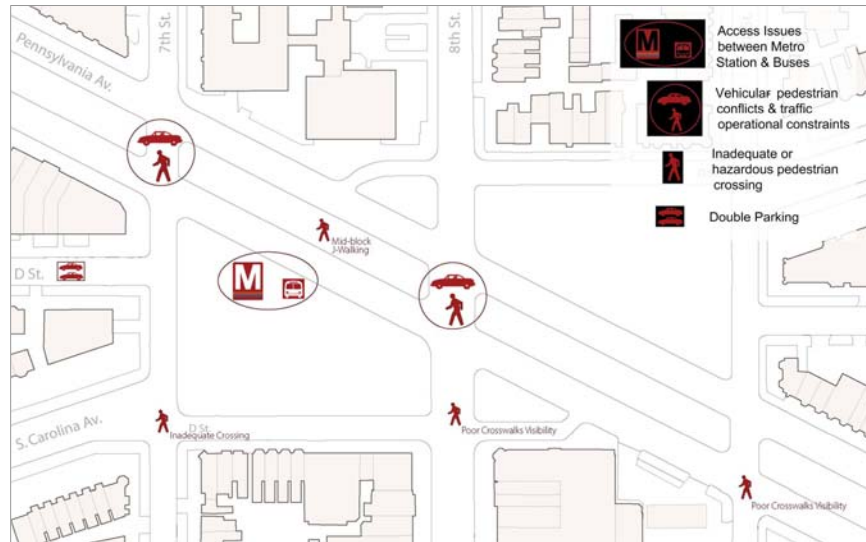 Pennsylvania Av.
7th St.
8th St.
M
Access Issues
between Metro
Station & Buses
Vehicular- pedestrian
conflicts & traffic
operational constraints
Inadequate or
hazardous pedestrian
crossing
Double Parking
Mid-block
J-Walking
D St.
M
S. Carolina Av.
D St.
Inadequate Crossing
Poor Crosswalks Visibility
Poor Crosswalks Visibility